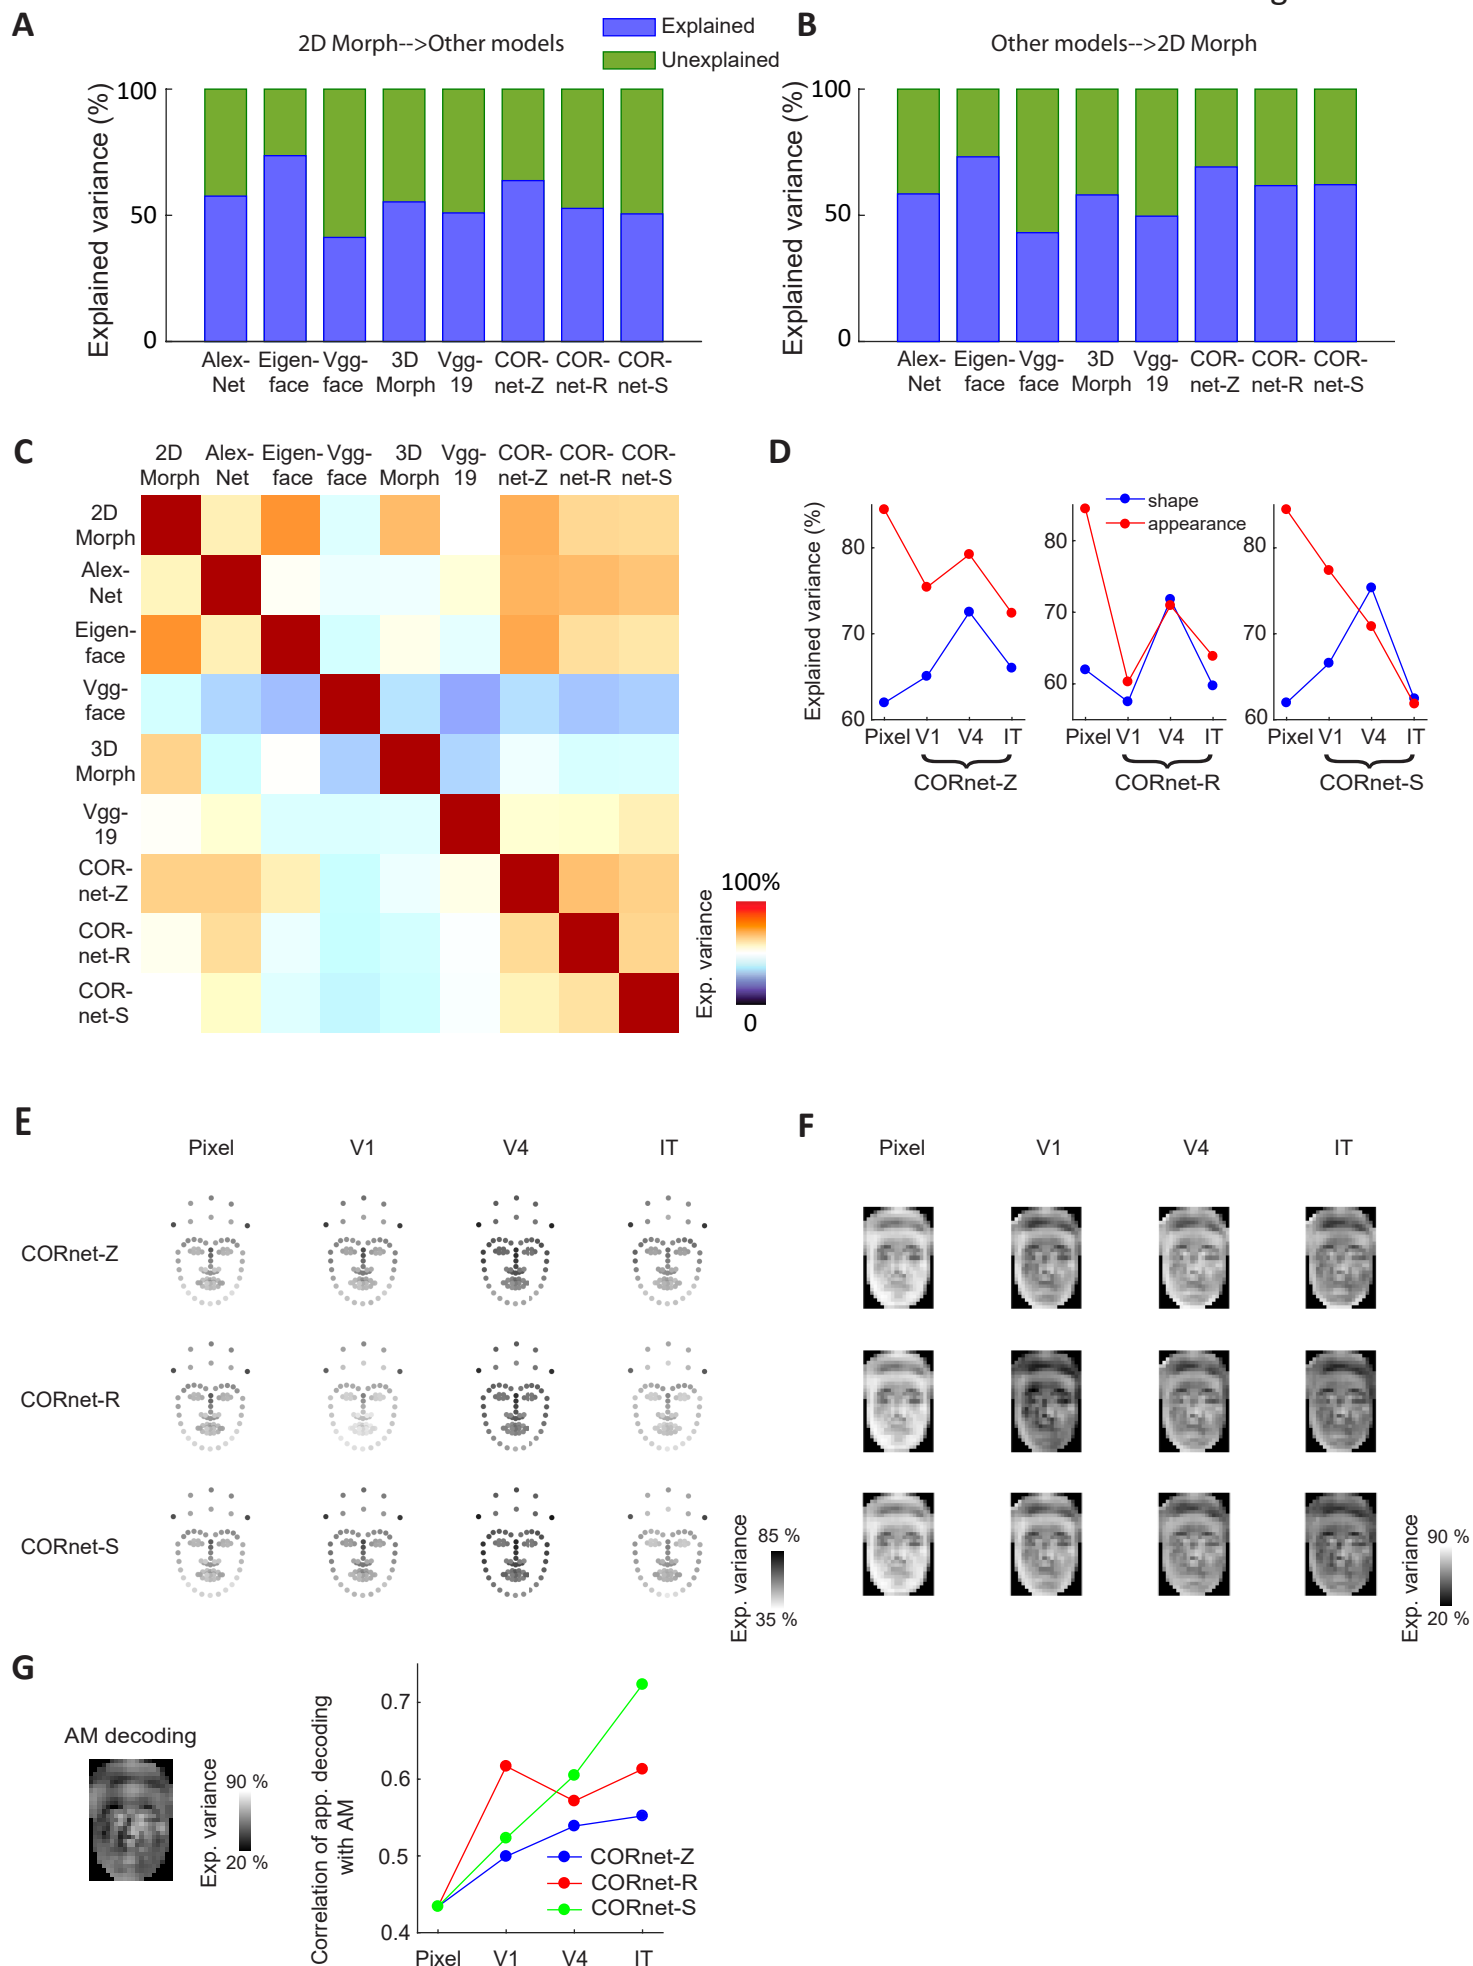 g
A
2D Morph-->Other models
Explained
Unexplained
B
Other models-->2D Morph
Explained variance (%)
100
50
0
Alex-
Net
Eigen-
face
Vgg-
face
3D
Morph
Vgg-
19
COR-
net-Z
COR-
net-R
COR-
net-S
Explained variance (%)
100
50
0
Alex-
Net
Eigen-
face
Vgg-
face
3D
Morph
Vgg-
19
COR-
net-Z
COR-
net-R
COR-
net-S
C
2D
Morph
Alex-
Net
Eigen-
face
Vgg-
face
3D
Morph
Vgg-
19
COR-
net-Z
COR-
net-R
COR-
net-S
2D
Morph
Alex-
Net
Eigen-
face
Vgg-
face
3D
Morph
Vgg-
19
COR-
net-Z
COR-
net-R
COR-
net-S
Exp. variance
100%
0
D
Explained variance (%)
80
70
60
Pixel V1 V4 IT
CORnet-Z
shape
appearance
80
70
60
Pixel V1 V4 IT
CORnet-R
80
70
60
Pixel V1 V4 IT
CORnet-S
E
Pixel V1 V4 IT
CORnet-Z
CORnet-R
CORnet-S
Exp. variance
85 %
35 %
F
Pixel V1 V4 IT
Exp. variance
90 %
20 %
G
AM decoding
Exp. variance
90 %
20 %
Correlation of app. decoding
with AM
0.7
0.6
0.5
0.4
CORnet-Z
CORnet-R
CORnet-S
Pixel V1 V4 IT